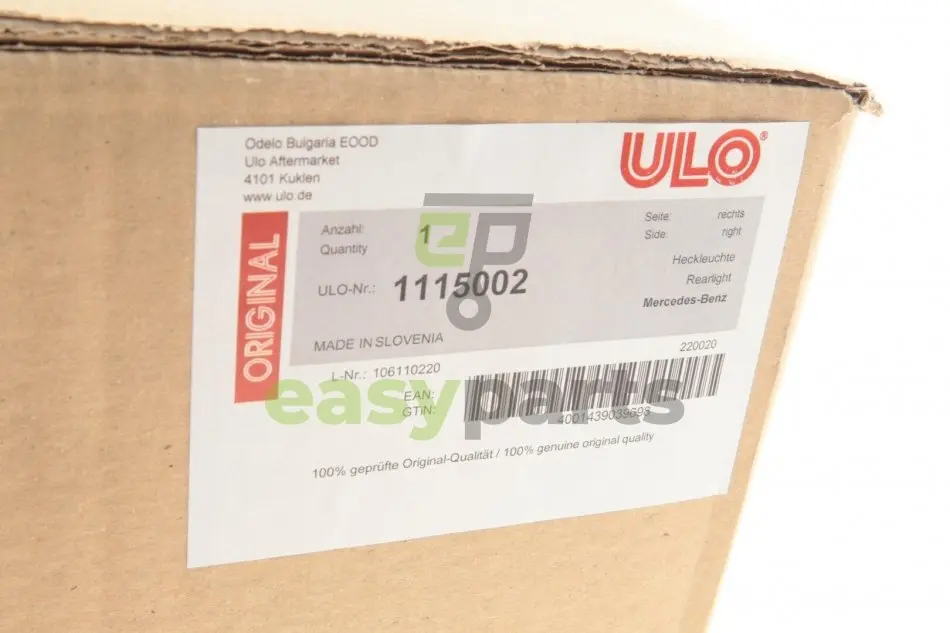 Odelo Bulgaria EOOD
Ulo Aftermarket
4101 Kuklen
www.ulo.de
ULO®
ORIGINAL
Anzahl: 1
Quantity
Seite: rechts
Side: right
Heckleuchte
Rearlight
Mercedes-Benz
ULO-Nr.: 1115002
MADE IN SLOVENIA
220020
L-Nr.: 106110220
EAN:
GTIN:
4001439039693
100% geprüfte Original-Qualität / 100% genuine original quality
epo
easyparts